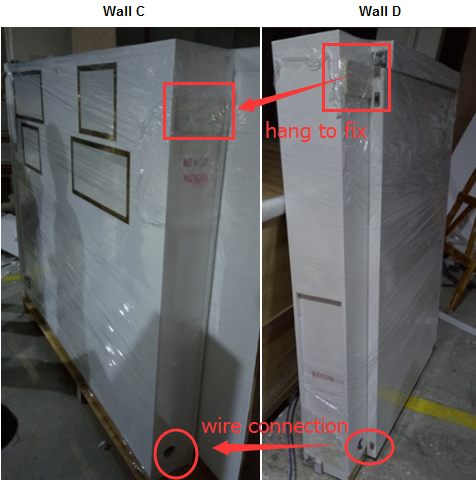 Wall C
Wall D
hang to fix
wire connection